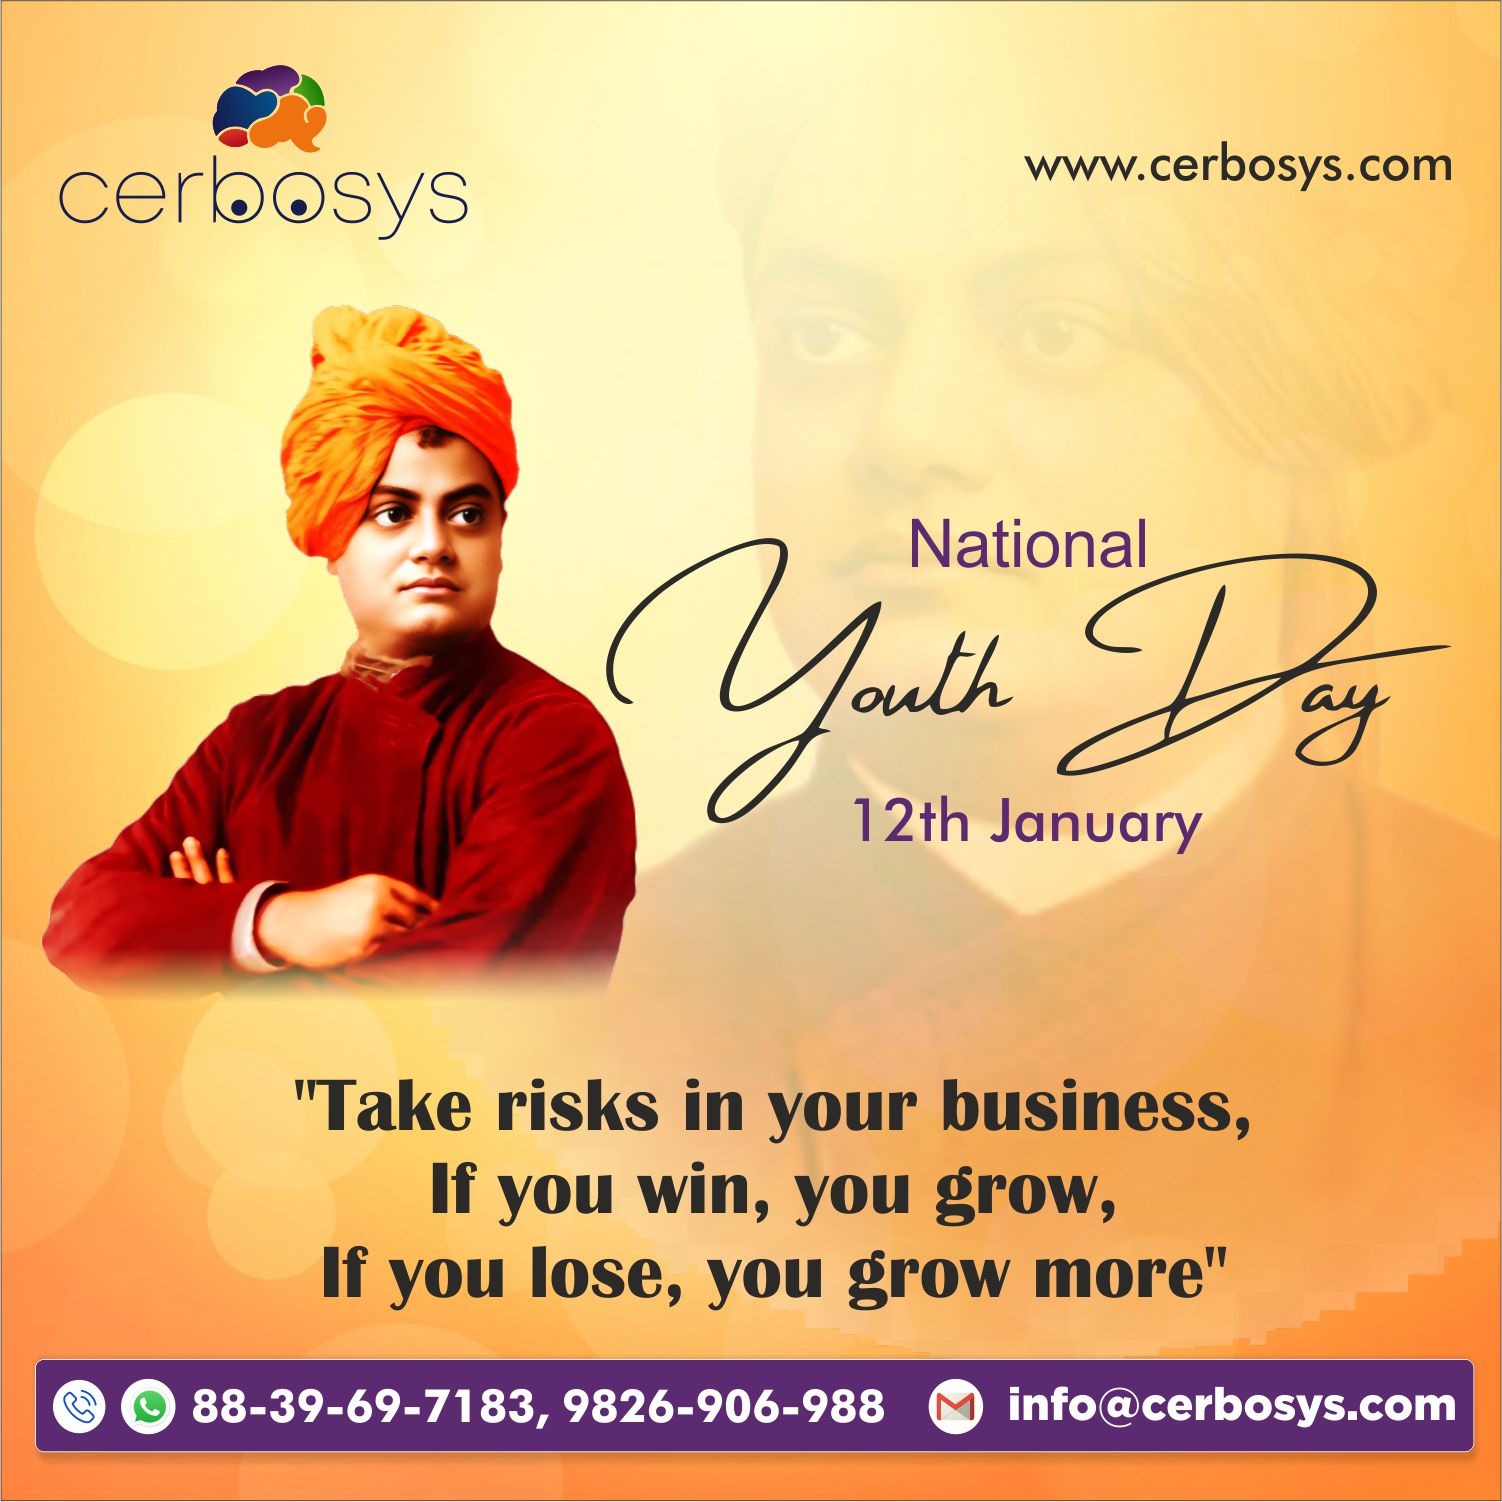 cerbosys
www.cerbosys.com
National
Youth Day
12th January
"Take risks in your business,
If you win, you grow,
If you lose, you grow more"
88-39-69-7183, 9826-906-988
info@cerbosys.com